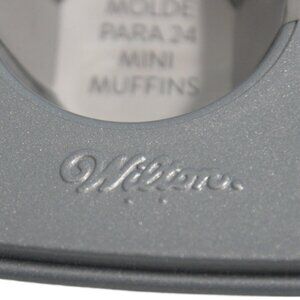 MOLDE
PARA 24
MINI
MUFFINS
Wilton